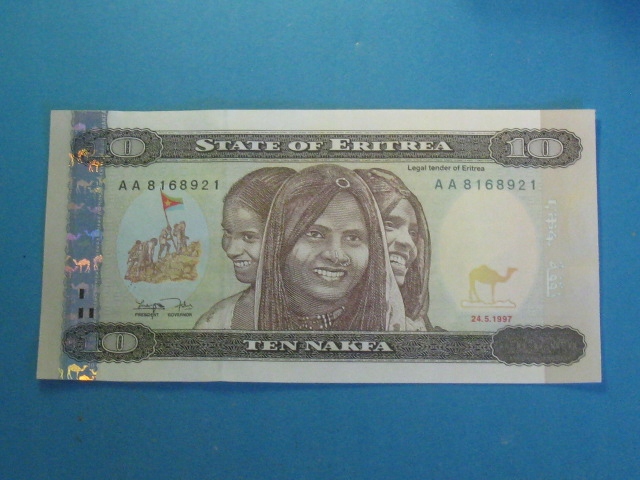 10
STATE OF ERITREA
10
Legal tender of Eritrea
AA 8168921
AA 8168921
PRESIDENT GOVERNOR
24.5.1997
10
TEN NAKFA